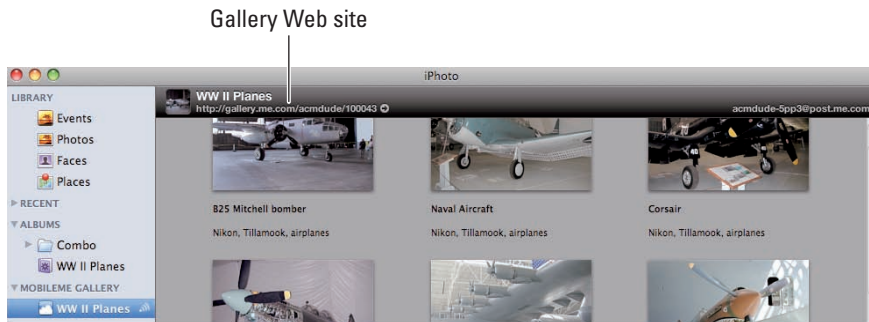 Gallery Web site
iPhoto
LIBRARY
Events
Photos
Faces
Places
RECENT
ALBUMS
Combo
WW II Planes
MOBILEME GALLERY
WW II Planes
WW II Planes
http://gallery.me.com/acmdude/100043
acmdude-5pp3@post.me.com
B25 Mitchell bomber
Nikon, Tillamook, airplanes
Naval Aircraft
Nikon, Tillamook, airplanes
Corsair
Nikon, Tillamook, airplanes
40